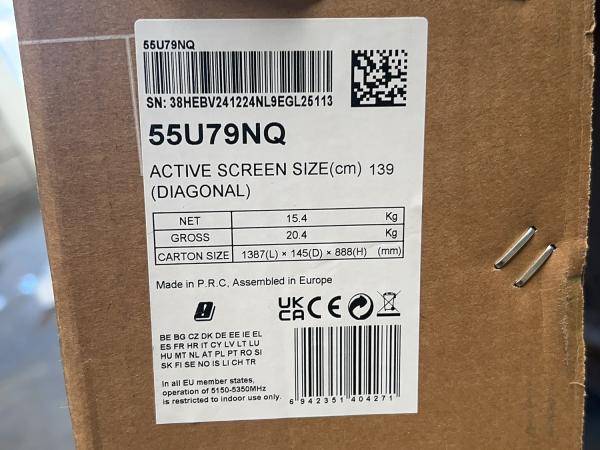 55U79NQ
SN: 38HEBV241224NL9EGL25113
55U79NQ
ACTIVE SCREEN SIZE(cm) 139
(DIAGONAL)
NET 15.4 Kg
GROSS 20.4 Kg
CARTON SIZE 1387(L) × 145(D) × 888(H) (mm)
Made in P.R.C, Assembled in Europe
UK
CA CE
BE BG CZ DK DE EE IE EL
ES FR HR IT CY LV LT LU
HU MT NL AT PL PT RO SI
SK FI SE NO IS LI CH TR
In all EU member states,
operation of 5150-5350MHz
is restricted to indoor use only.
6 942351 404271